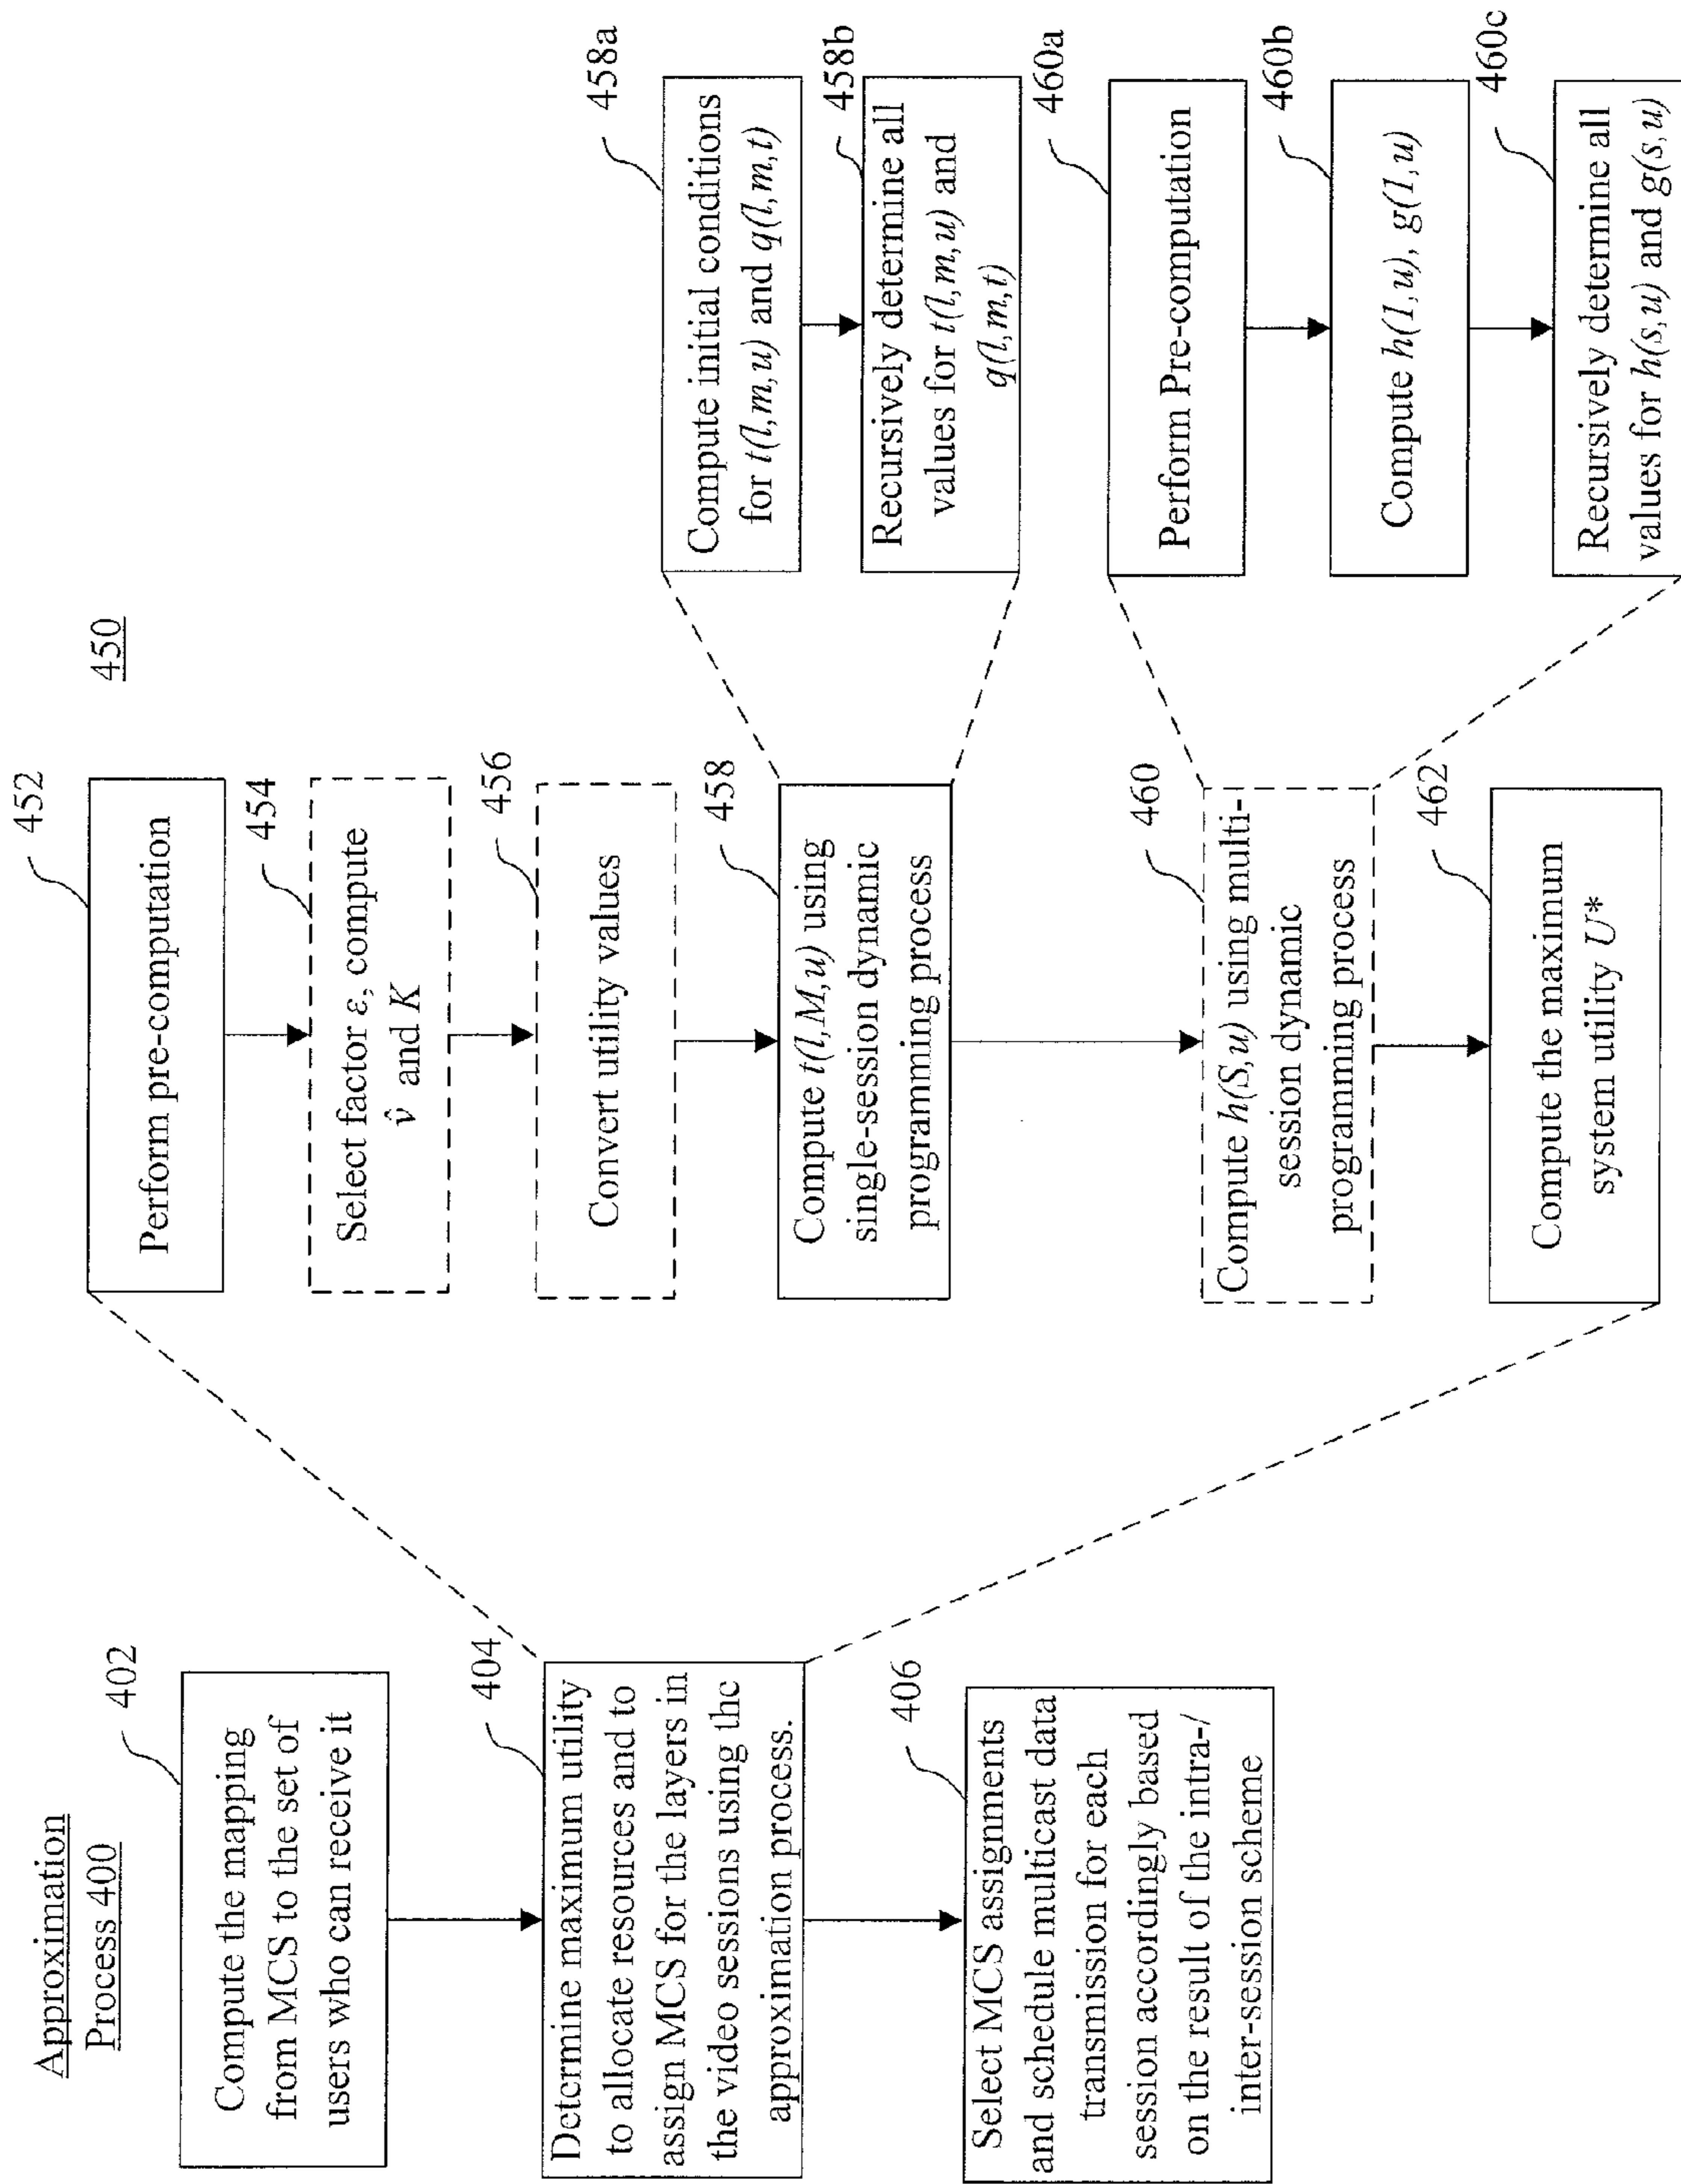 Approximation
Process 400
402
Compute the mapping
from MCS to the set of
users who can receive it
404
Determine maximum utility
to allocate resources and to
assign MCS for the layers in
the video sessions using the
approximation process.
406
Select MCS assignments
and schedule multicast data
transmission for each
session accordingly based
on the result of the intra-/
inter-session scheme
450
452
Perform pre-computation
454
Select factor ε, compute
v̂ and K
456
Convert utility values
458
Compute t(l,M,u) using
single-session dynamic
programming process
460
Compute h(S,u) using multi-
session dynamic
programming process
462
Compute the maximum
system utility U*
458a
Compute initial conditions
for t(l,m,u) and q(l,m,t)
458b
Recursively determine all
values for t(l,m,u) and
q(l,m,t)
460a
Perform Pre-computation
460b
Compute h(1,u), g(1,u)
460c
Recursively determine all
values for h(s,u) and g(s,u)